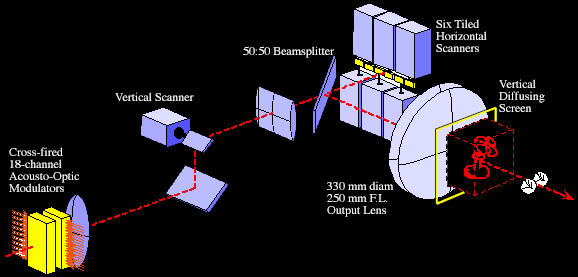 Six Tiled
Horizontal
Scanners
50:50 Beamsplitter
Vertical
Diffusing
Screen
Vertical Scanner
Cross-fired
18-channel
Acousto-Optic
Modulators
330 mm diam
250 mm F.L.
Output Lens